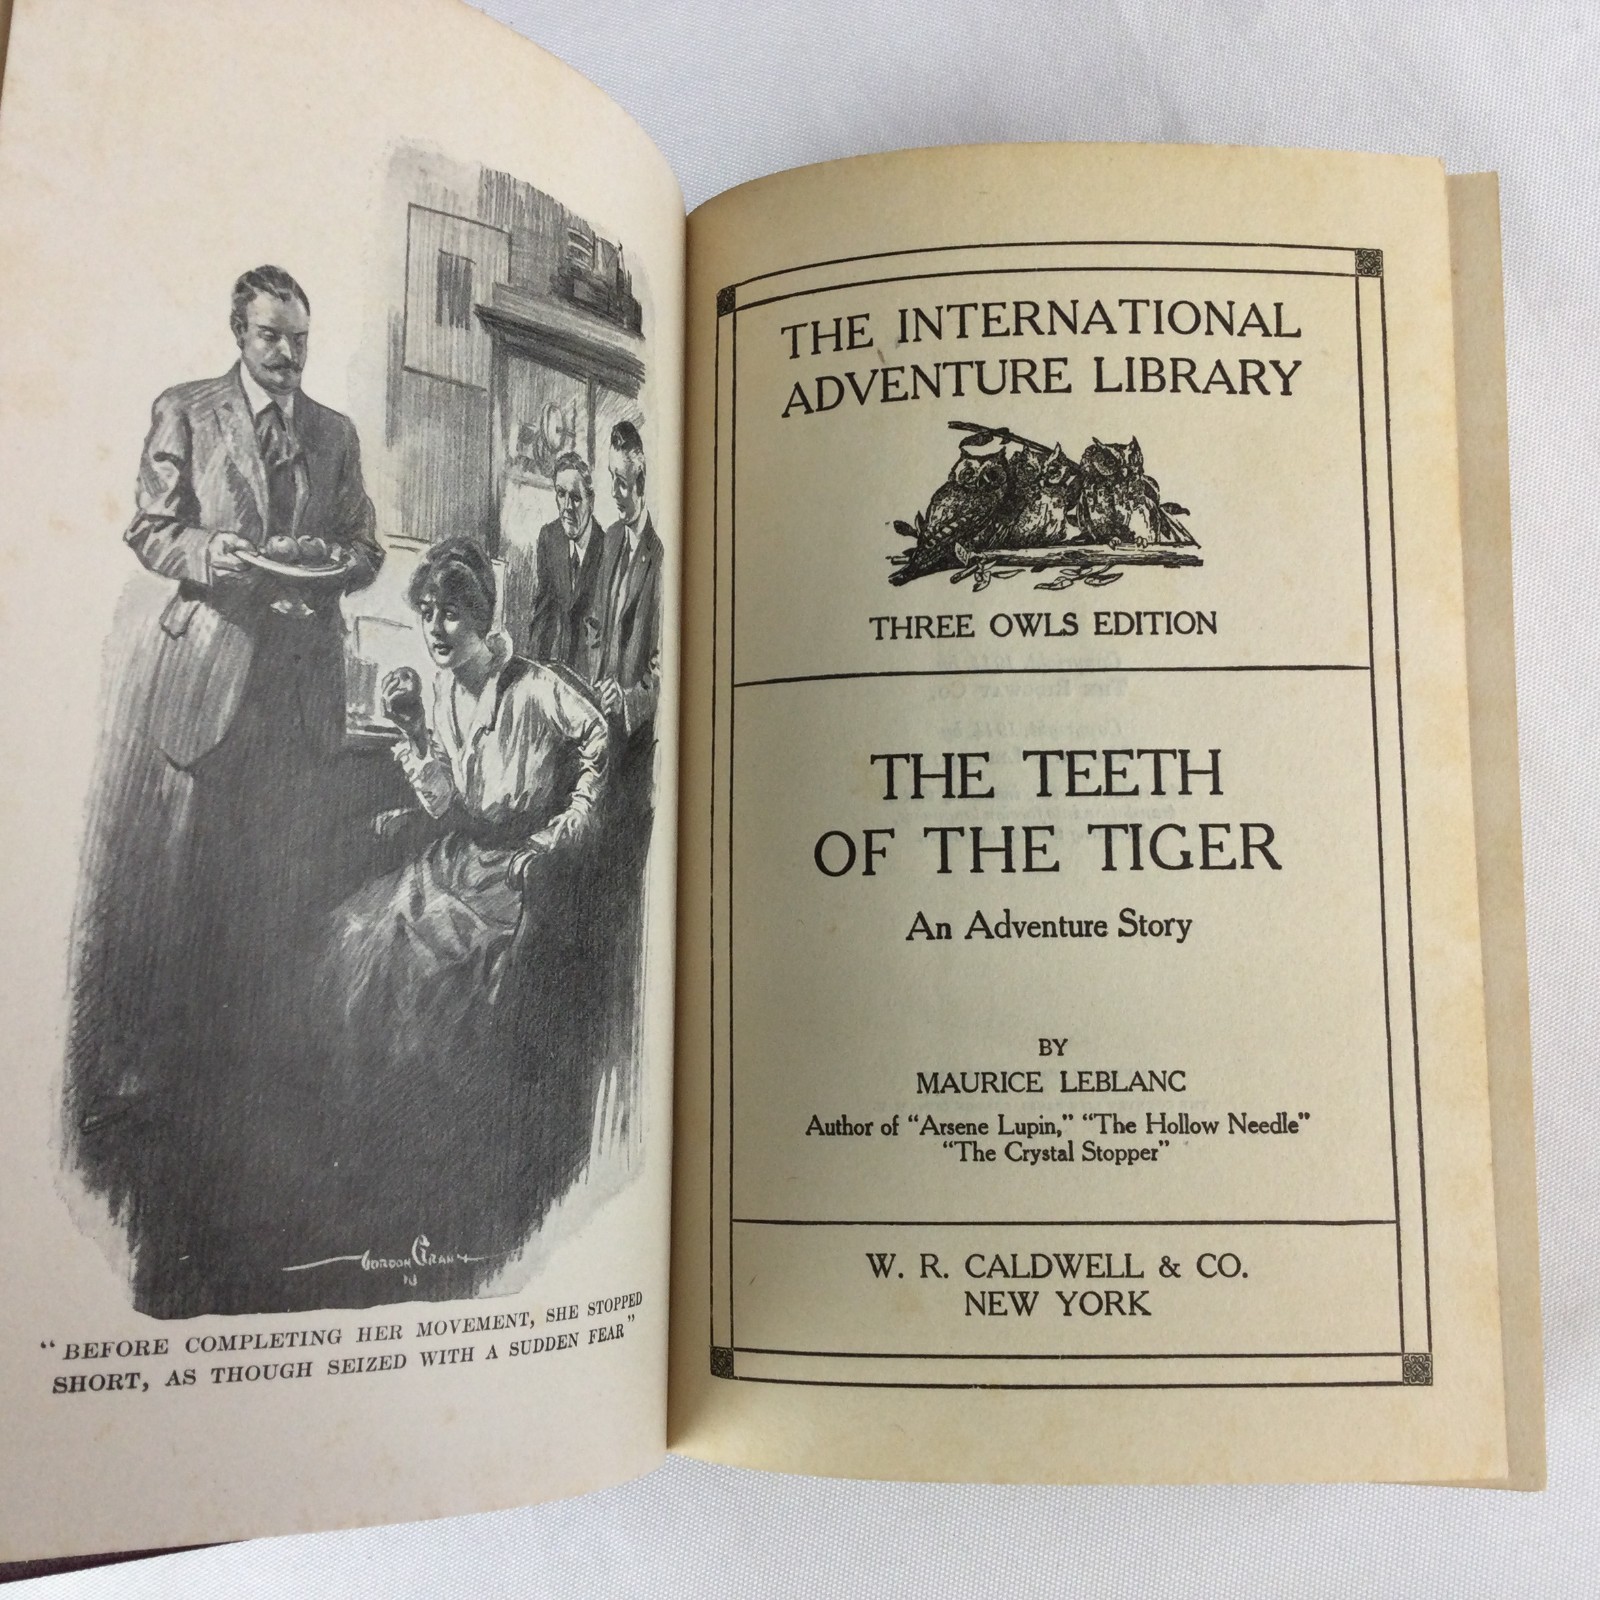 GORDON GRANT
"BEFORE COMPLETING HER MOVEMENT, SHE STOPPED
SHORT, AS THOUGH SEIZED WITH A SUDDEN FEAR"
THE INTERNATIONAL
ADVENTURE LIBRARY
THREE OWLS EDITION
THE TEETH
OF THE TIGER
An Adventure Story
BY
MAURICE LEBLANC
Author of "Arsene Lupin," "The Hollow Needle"
"The Crystal Stopper"
W. R. CALDWELL & CO.
NEW YORK